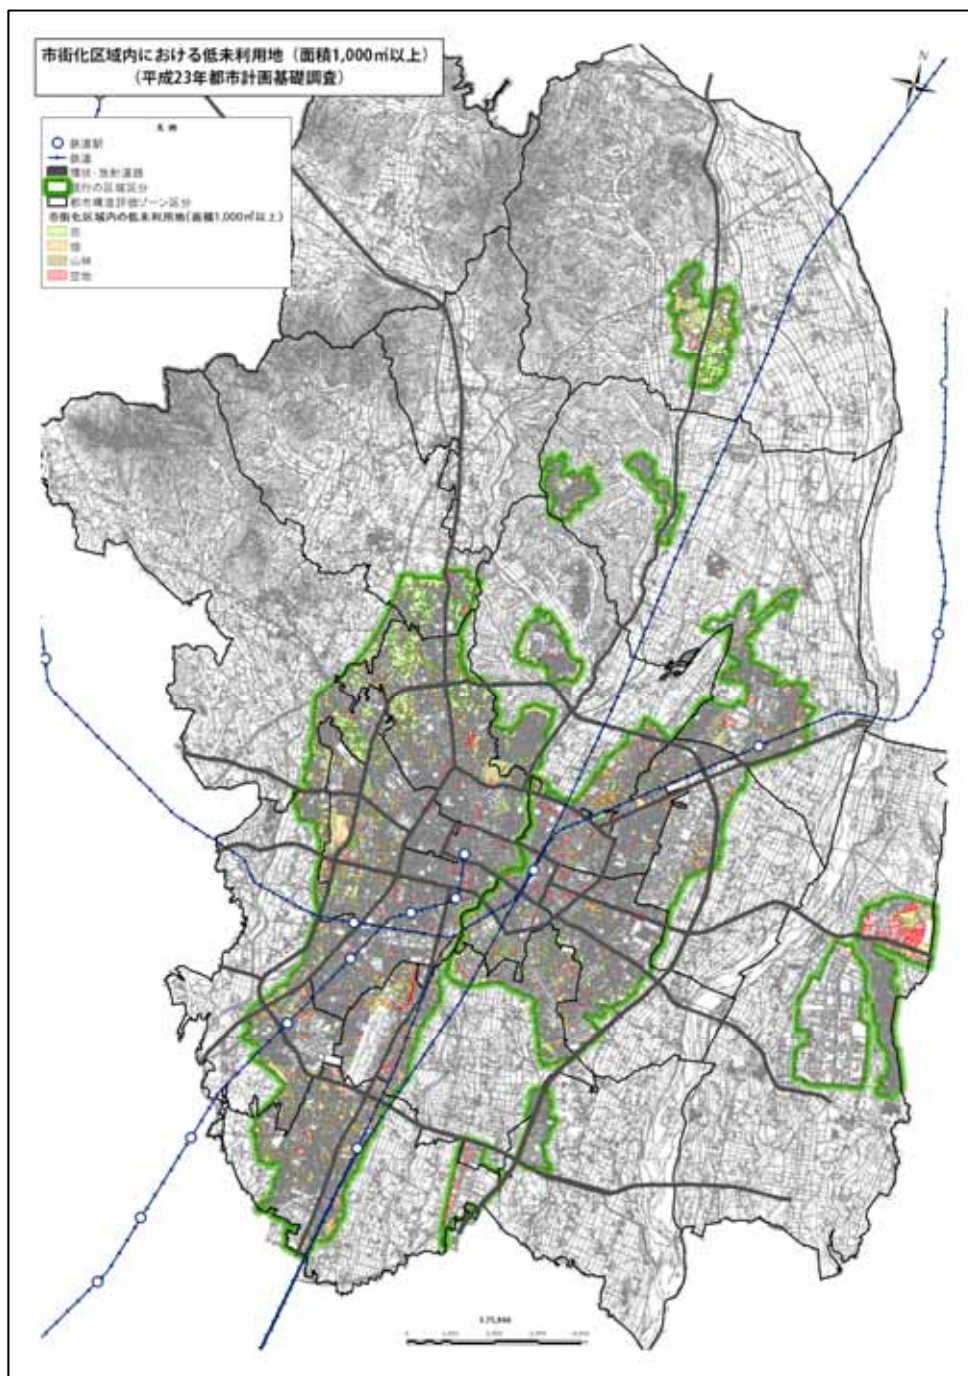 市街化区域内における低未利用地（面積1,000㎡以上）
（平成23年都市計画基礎調査）
N
凡例
鉄道駅
鉄道
環状・放射道路
現行の区域区分
都市構造評価ゾーン区分
市街化区域内の低未利用地(面積1,000㎡以上)
田
畑
山林
空地
1:75,000
0